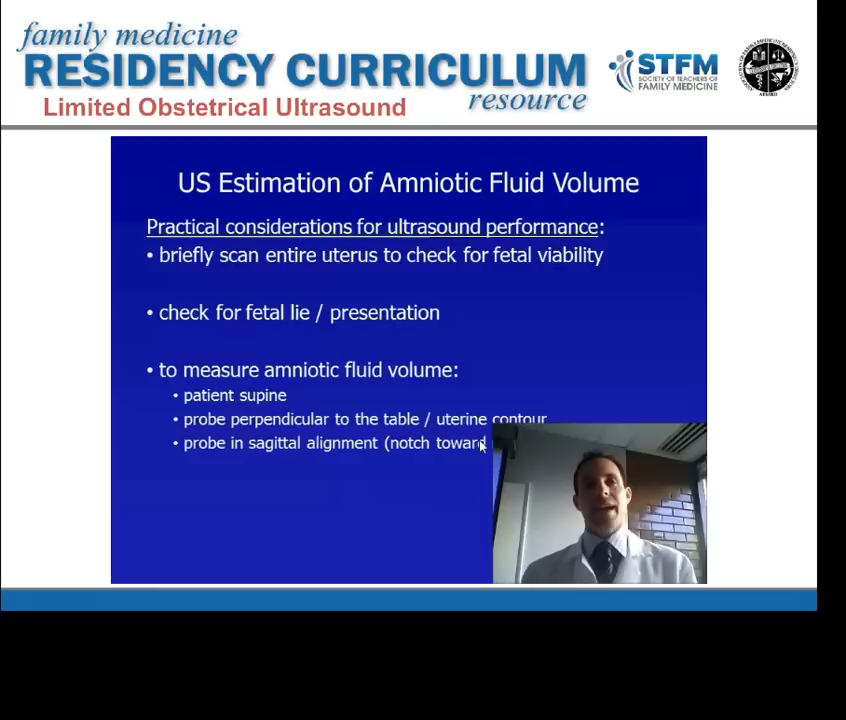 family medicine
RESIDENCY CURRICULUM
resource
Limited Obstetrical Ultrasound
STFM
SOCIETY OF TEACHERS OF
FAMILY MEDICINE
US Estimation of Amniotic Fluid Volume
Practical considerations for ultrasound performance:
• briefly scan entire uterus to check for fetal viability
• check for fetal lie / presentation
• to measure amniotic fluid volume:
• patient supine
• probe perpendicular to the table / uterine contour
• probe in sagittal alignment (notch toward